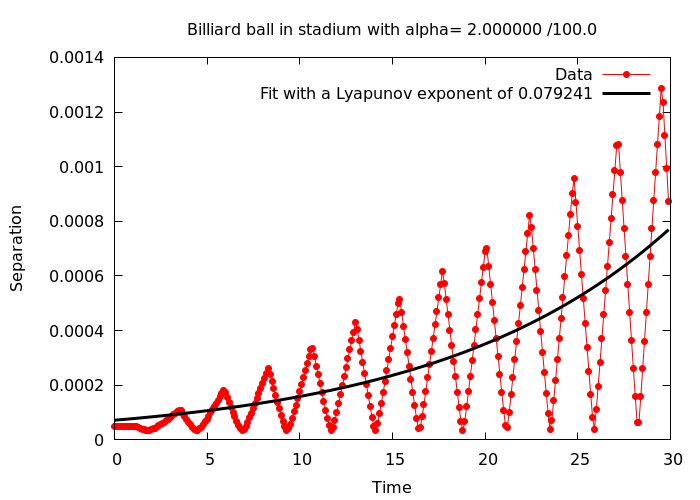 Billiard ball in stadium with alpha= 2.000000 /100.0
0.0014
Data
Fit with a Lyapunov exponent of 0.079241
0.0012
0.001
0.0008
Separation
0.0006
0.0004
0.0002
0
0 5 10 15 20 25 30
Time